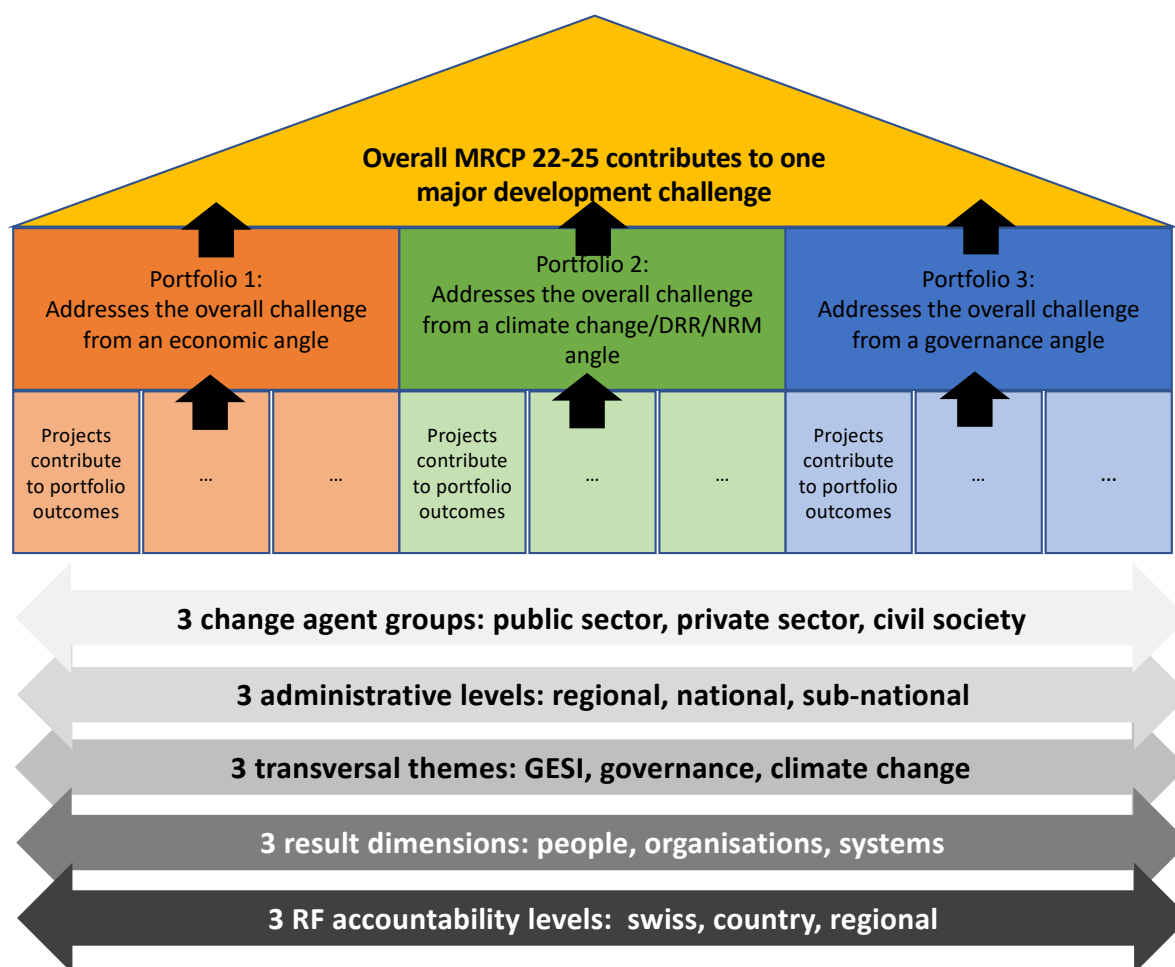 Overall MRCP 22-25 contributes to one
major development challenge
Portfolio 1:
Addresses the overall challenge
from an economic angle
Portfolio 2:
Addresses the overall challenge
from a climate change/DRR/NRM
angle
Portfolio 3:
Addresses the overall challenge
from a governance angle
Projects
contribute
to portfolio
outcomes
...
...
Projects
contribute
to portfolio
outcomes
...
...
Projects
contribute
to portfolio
outcomes
...
...
3 change agent groups: public sector, private sector, civil society
3 administrative levels: regional, national, sub-national
3 transversal themes: GESI, governance, climate change
3 result dimensions: people, organisations, systems
3 RF accountability levels:  swiss, country, regional